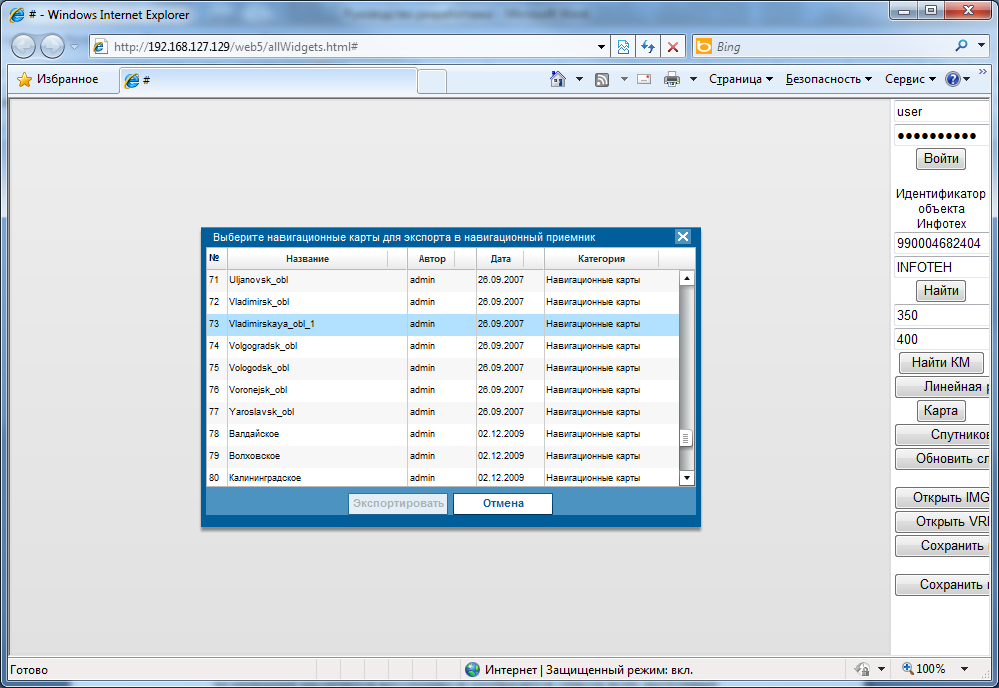 # - Windows Internet Explorer
http://192.168.127.129/web5/allWidgets.html#
Bing
Избранное
#
Страница
Безопасность
Сервис
»
user
●●●●●●●●●●
Войти
Идентификатор
объекта
Инфотех
990004682404
INFOTEH
Найти
350
400
Найти КМ
Линейная р
Карта
Спутников
Обновить сл
Открыть IMG
Открыть VRI
Сохранить
Сохранить
Выберите навигационные карты для экспорта в навигационный приемник
№ Название Автор Дата Категория
71 Uljanovsk_obl admin 26.09.2007 Навигационные карты
72 Vladimirsk_obl admin 26.09.2007 Навигационные карты
73 Vladimirskaya_obl_1 admin 26.09.2007 Навигационные карты
74 Volgogradsk_obl admin 26.09.2007 Навигационные карты
75 Vologodsk_obl admin 26.09.2007 Навигационные карты
76 Voronejsk_obl admin 26.09.2007 Навигационные карты
77 Yaroslavsk_obl admin 26.09.2007 Навигационные карты
78 Валдайское admin 02.12.2009 Навигационные карты
79 Волховское admin 02.12.2009 Навигационные карты
80 Калининградское admin 02.12.2009 Навигационные карты
Экспортировать Отмена
Готово
Интернет | Защищенный режим: вкл.
100%